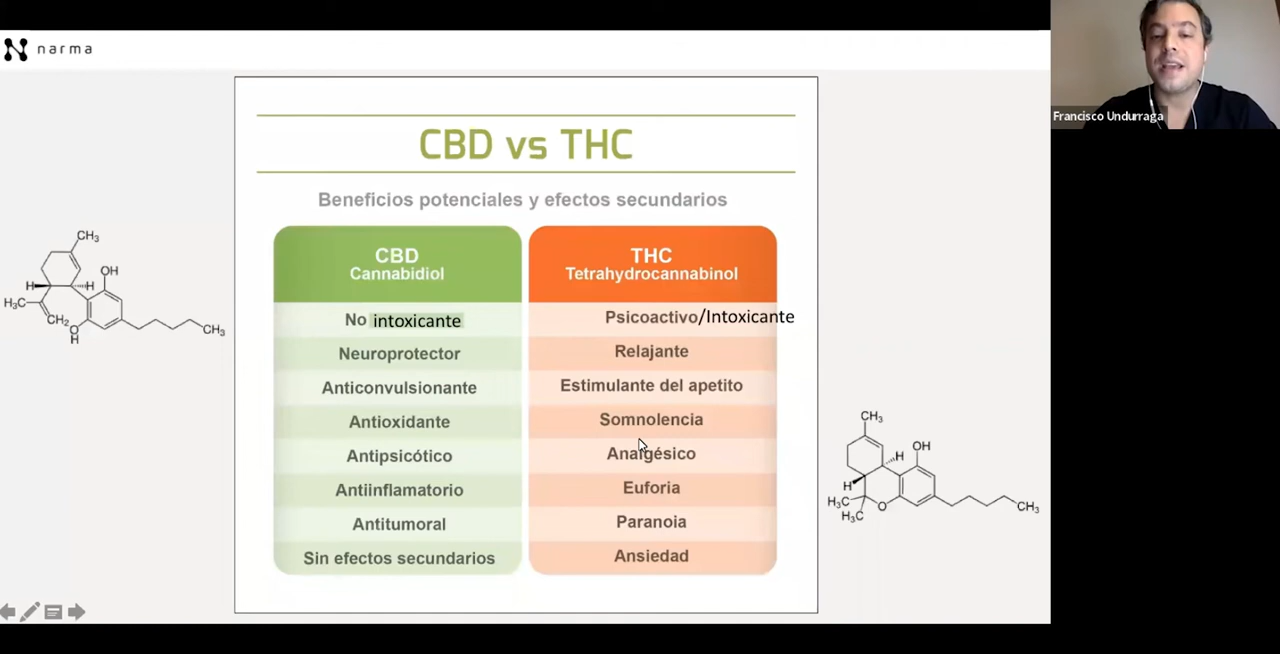 narma
Francisco Undurraga
CBD vs THC
Beneficios potenciales y efectos secundarios
CBD
Cannabidiol
No intoxicante
Neuroprotector
Anticonvulsionante
Antioxidante
Antipsicótico
Antiinflamatorio
Antitumoral
Sin efectos secundarios
THC
Tetrahydrocannabinol
Psicoactivo/Intoxicante
Relajante
Estimulante del apetito
Somnolencia
Analgésico
Euforia
Paranoia
Ansiedad
CH₃
OH
H
H
H₃C
CH₂
O
H
CH₃
CH₃
OH
H
H
H₃C
H₃C
O
CH₃